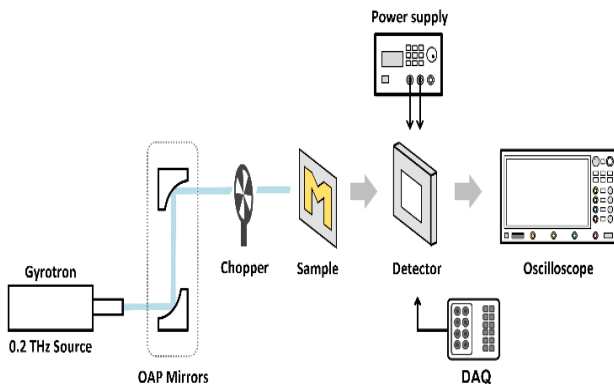 Power supply
Gyrotron
0.2 THz Source
OAP Mirrors
Chopper
M
Sample
Detector
Oscilloscope
DAQ